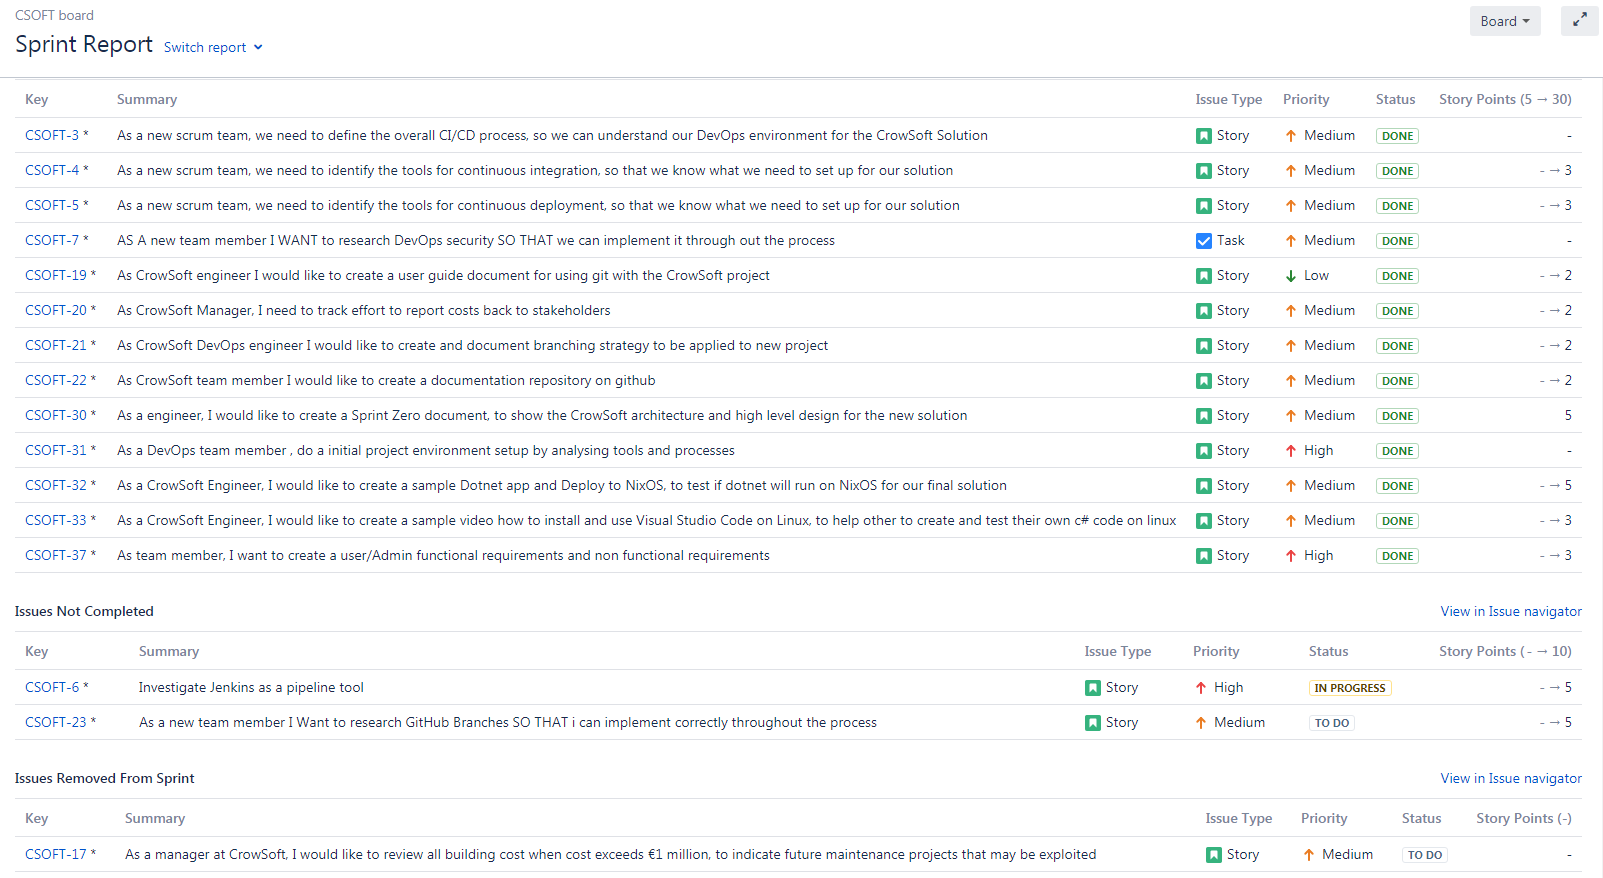 CSOFT board
Sprint Report Switch report
Board
Key Summary Issue Type Priority Status Story Points (5 → 30)
CSOFT-3 * As a new scrum team, we need to define the overall CI/CD process, so we can understand our DevOps environment for the CrowSoft Solution Story Medium DONE -
CSOFT-4 * As a new scrum team, we need to identify the tools for continuous integration, so that we know what we need to set up for our solution Story Medium DONE - → 3
CSOFT-5 * As a new scrum team, we need to identify the tools for continuous deployment, so that we know what we need to set up for our solution Story Medium DONE - → 3
CSOFT-7 * AS A new team member I WANT to research DevOps security SO THAT we can implement it through out the process Task Medium DONE -
CSOFT-19 * As CrowSoft engineer I would like to create a user guide document for using git with the CrowSoft project Story Low DONE - → 2
CSOFT-20 * As CrowSoft Manager, I need to track effort to report costs back to stakeholders Story Medium DONE - → 2
CSOFT-21 * As CrowSoft DevOps engineer I would like to create and document branching strategy to be applied to new project Story Medium DONE - → 2
CSOFT-22 * As CrowSoft team member I would like to create a documentation repository on github Story Medium DONE - → 2
CSOFT-30 * As a engineer, I would like to create a Sprint Zero document, to show the CrowSoft architecture and high level design for the new solution Story Medium DONE 5
CSOFT-31 * As a DevOps team member , do a initial project environment setup by analysing tools and processes Story High DONE -
CSOFT-32 * As a CrowSoft Engineer, I would like to create a sample Dotnet app and Deploy to NixOS, to test if dotnet will run on NixOS for our final solution Story Medium DONE - → 5
CSOFT-33 * As a CrowSoft Engineer, I would like to create a sample video how to install and use Visual Studio Code on Linux, to help other to create and test their own c# code on linux Story Medium DONE - → 3
CSOFT-37 * As team member, I want to create a user/Admin functional requirements and non functional requirements Story High DONE - → 3
Issues Not Completed View in Issue navigator
Key Summary Issue Type Priority Status Story Points (- → 10)
CSOFT-6 * Investigate Jenkins as a pipeline tool Story High IN PROGRESS - → 5
CSOFT-23 * As a new team member I Want to research GitHub Branches SO THAT i can implement correctly throughout the process Story Medium TO DO - → 5
Issues Removed From Sprint View in Issue navigator
Key Summary Issue Type Priority Status Story Points (-)
CSOFT-17 * As a manager at CrowSoft, I would like to review all building cost when cost exceeds €1 million, to indicate future maintenance projects that may be exploited Story Medium TO DO -